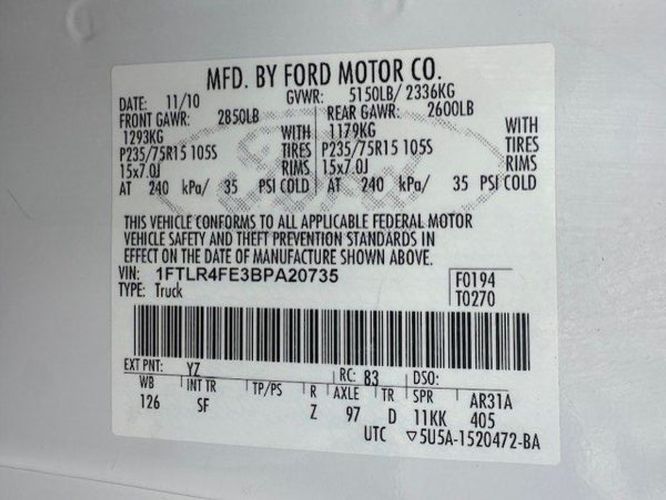 MFD. BY FORD MOTOR CO.
DATE: 11/10 GVWR: 5150LB/ 2336KG
FRONT GAWR: 2850LB REAR GAWR: 2600LB
1293KG WITH 1179KG WITH
P235/75R15 105S TIRES P235/75R15 105S TIRES
15x7.0J RIMS 15x7.0J RIMS
AT 240 kPa/ 35 PSI COLD AT 240 kPa/ 35 PSI COLD
THIS VEHICLE CONFORMS TO ALL APPLICABLE FEDERAL MOTOR
VEHICLE SAFETY AND THEFT PREVENTION STANDARDS IN
EFFECT ON THE DATE OF MANUFACTURE SHOWN ABOVE.
VIN: 1FTLR4FE3BPA20735 F0194
TYPE: Truck T0270
EXT PNT: YZ RC: 83 DSO:
WB INT TR TP/PS R AXLE TR SPR AR31A
126 SF Z 97 D 11KK 405
UTC ▽5U5A-1520472-BA
Ford